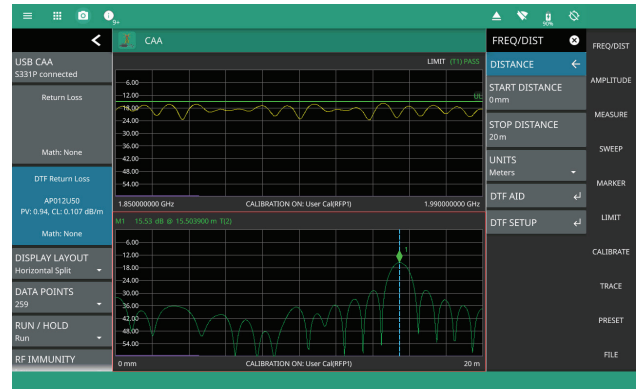 9+
90%
USB CAA
S331P connected
Return Loss
Math: None
DTF Return Loss
AP012U50
PV: 0.94, CL: 0.107 dB/m
Math: None
DISPLAY LAYOUT
Horizontal Split
DATA POINTS
259
RUN / HOLD
Run
RF IMMUNITY
CAA
LIMIT (T1) PASS
6.00
-12.00
UL
-18.00
-24.00
-30.00
-36.00
-42.00
-48.00
-54.00
1.850000000 GHz
CALIBRATION ON: User Cal(RFP1)
1.990000000 GHz
M1 15.53 dB @ 15.503900 m T(2)
1
6.00
-12.00
-18.00
-24.00
-30.00
-36.00
-42.00
-48.00
-54.00
0 mm
CALIBRATION ON: User Cal(RFP1)
20 m
FREQ/DIST
DISTANCE
START DISTANCE
0 mm
STOP DISTANCE
20 m
UNITS
Meters
DTF AID
DTF SETUP
FREQ/DIST
AMPLITUDE
MEASURE
SWEEP
MARKER
LIMIT
CALIBRATE
TRACE
PRESET
FILE